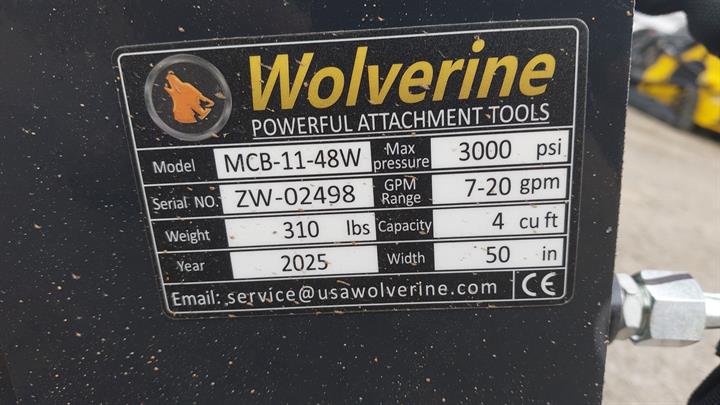 Wolverine
POWERFUL ATTACHMENT TOOLS
Model MCB-11-48W Max pressure 3000 psi
Serial NO. ZW-02498 GPM Range 7-20 gpm
Weight 310 lbs Capacity 4 cu ft
Year 2025 Width 50 in
Email: service@usawolverine.com CE